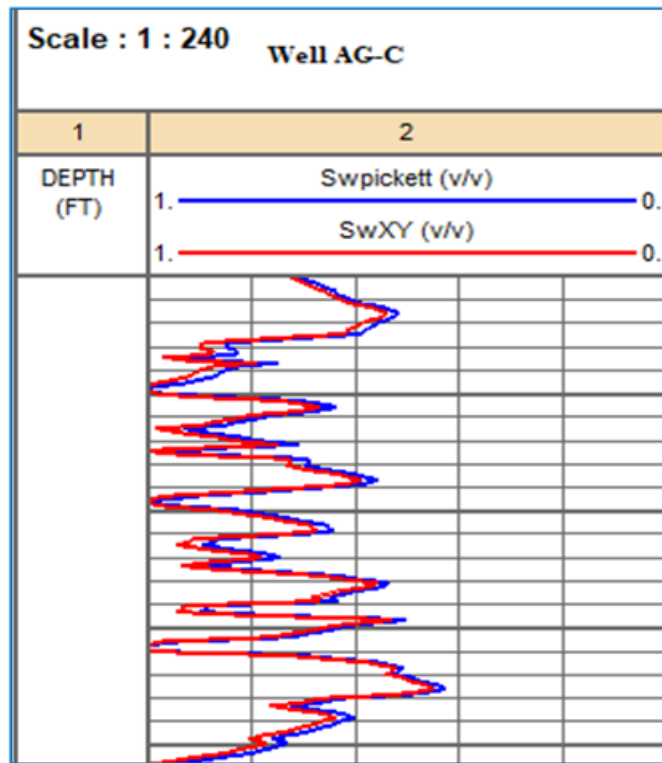 Scale : 1 : 240
Well AG-C
1 2
DEPTH
(FT)
Swpickett (v/v)
1. 0.
SwXY (v/v)
1. 0.